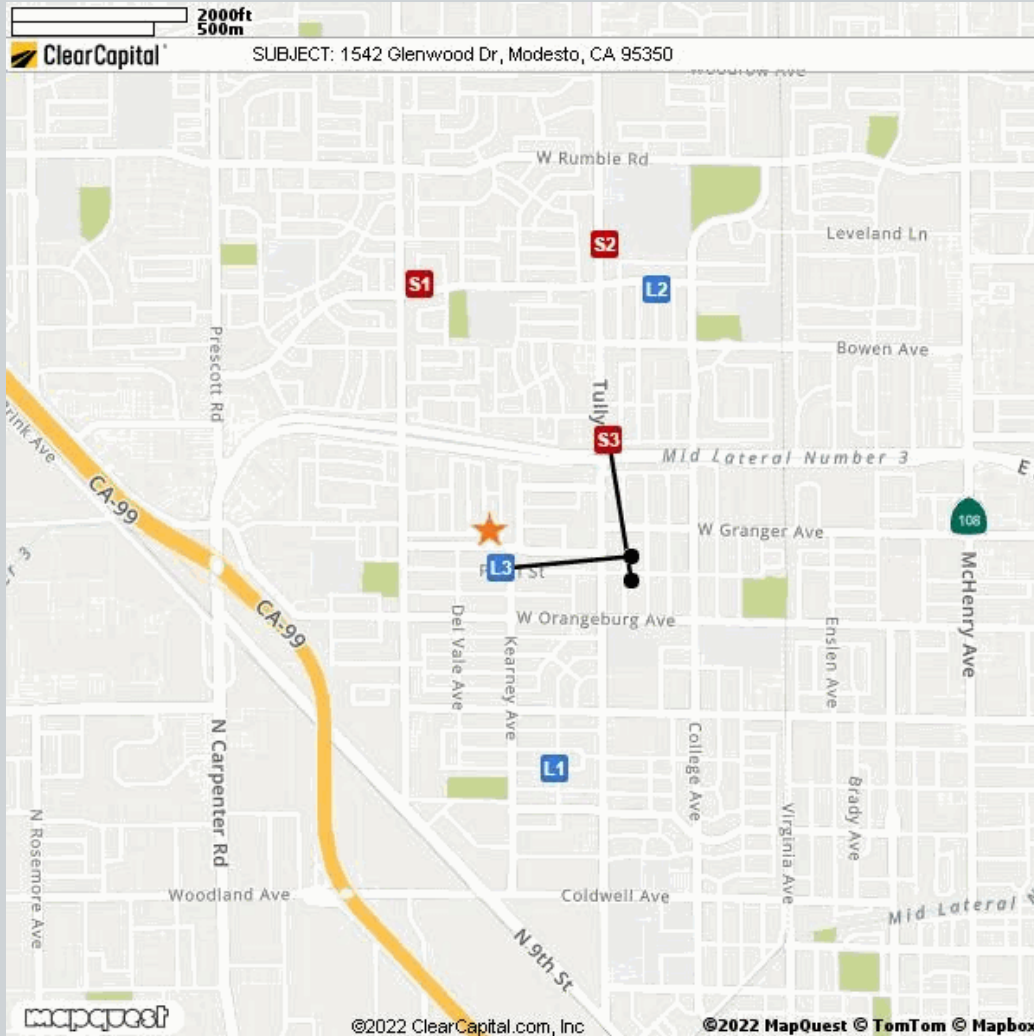 2000ft
500m
ClearCapital
SUBJECT: 1542 Glenwood Dr, Modesto, CA 95350
Woodrow Ave
W Rumble Rd
Leveland Ln
S2
S1
L2
Prescott Rd
Bowen Ave
Tully
Brink Ave
S3
Mid Lateral Number 3
E
CA-99
108
W Granger Ave
L3
St
McHenry Ave
CA-99
Del Vale Ave
W Orangeburg Ave
Kearney Ave
Enslen Ave
N Carpenter Rd
College Ave
L1
N Rosemore Ave
Virginia Ave
Brady Ave
Woodland Ave
Coldwell Ave
Mid Lateral
N 9th St
mapquest
©2022 ClearCapital.com, Inc
©2022 MapQuest © TomTom © Mapbox